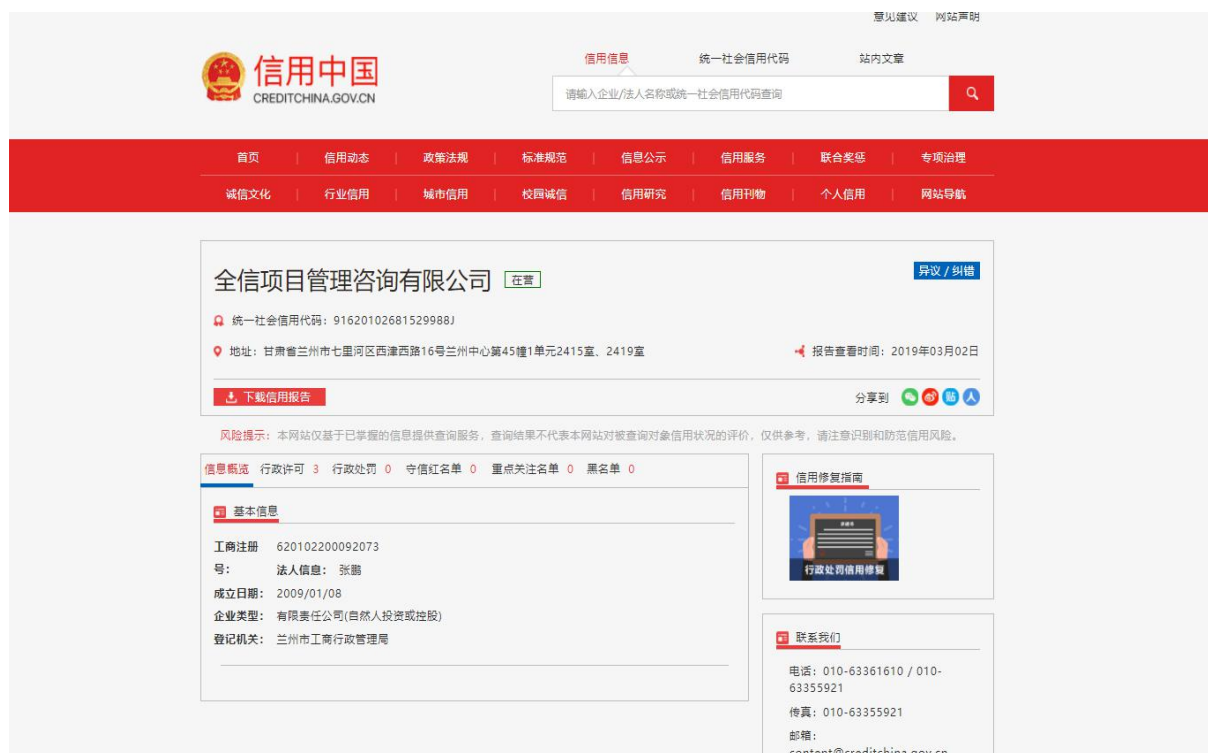 意见建议 网站声明
信用中国
CREDITCHINA.GOV.CN
信用信息 统一社会信用代码 站内文章
请输入企业/法人名称或统一社会信用代码查询
首页 | 信用动态 | 政策法规 | 标准规范 | 信息公示 | 信用服务 | 联合奖惩 | 专项治理
诚信文化 | 行业信用 | 城市信用 | 校园诚信 | 信用研究 | 信用刊物 | 个人信用 | 网站导航
全信项目管理咨询有限公司 在营 异议 / 纠错
统一社会信用代码：91620102681529988J
地址：甘肃省兰州市七里河区西津西路16号兰州中心第45幢1单元2415室、2419室 报告查看时间：2019年03月02日
下载信用报告 分享到
风险提示：本网站仅基于已掌握的信息提供查询服务，查询结果不代表本网站对被查询对象信用状况的评价，仅供参考，请注意识别和防范信用风险。
信息概览 行政许可 3 行政处罚 0 守信红名单 0 重点关注名单 0 黑名单 0
基本信息
工商注册 620102200092073
号： 法人信息： 张鹏
成立日期： 2009/01/08
企业类型： 有限责任公司(自然人投资或控股)
登记机关： 兰州市工商行政管理局
信用修复指南
行政处罚信用修复
联系我们
电话：010-63361610 / 010-
63355921
传真：010-63355921
邮箱：
content@creditchina.gov.cn